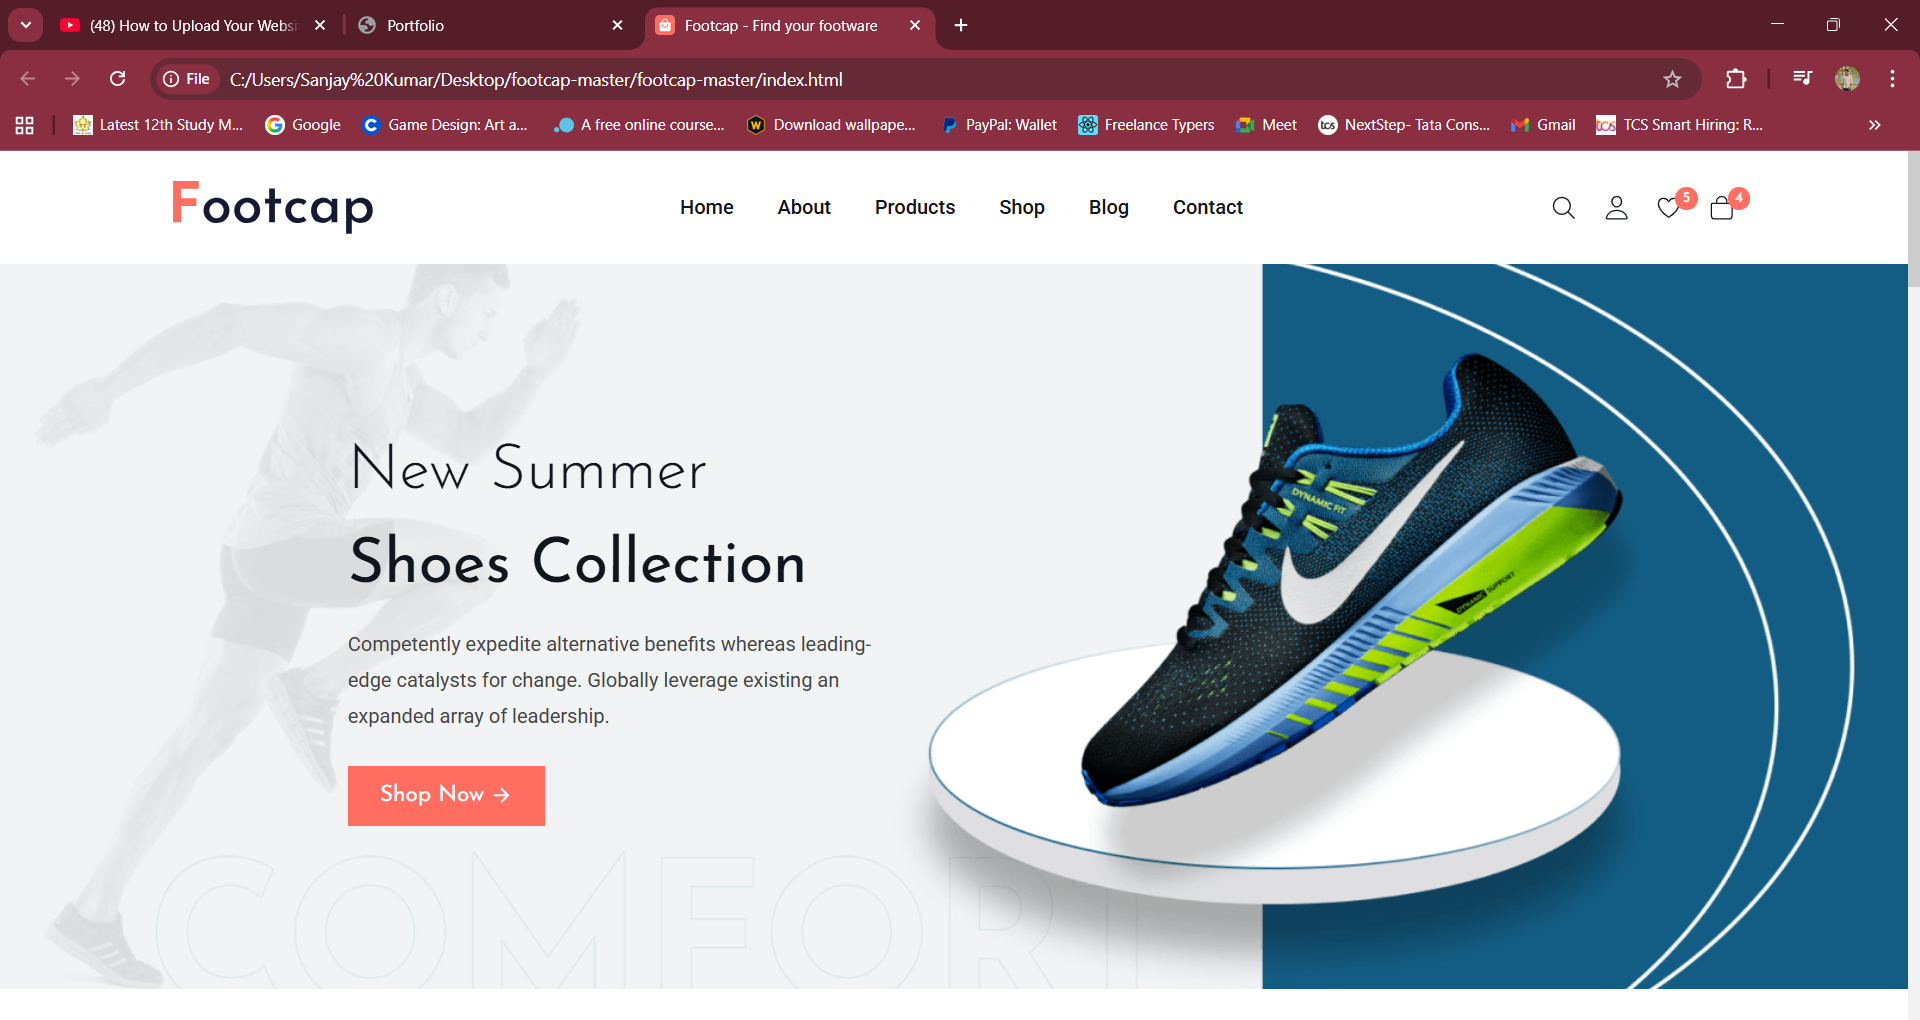 (48) How to Upload Your Websi
Portfolio
Footcap - Find your footware
File
C:/Users/Sanjay%20Kumar/Desktop/footcap-master/footcap-master/index.html
Latest 12th Study M...
Google
Game Design: Art a...
A free online course...
Download wallpape...
PayPal: Wallet
Freelance Typers
Meet
NextStep- Tata Cons...
Gmail
TCS Smart Hiring: R...
Footcap
Home
About
Products
Shop
Blog
Contact
5
4
New Summer
Shoes Collection
Competently expedite alternative benefits whereas leading-
edge catalysts for change. Globally leverage existing an
expanded array of leadership.
Shop Now →
DYNAMIC FIT
DYNAMIC SUPPORT
COMFORT